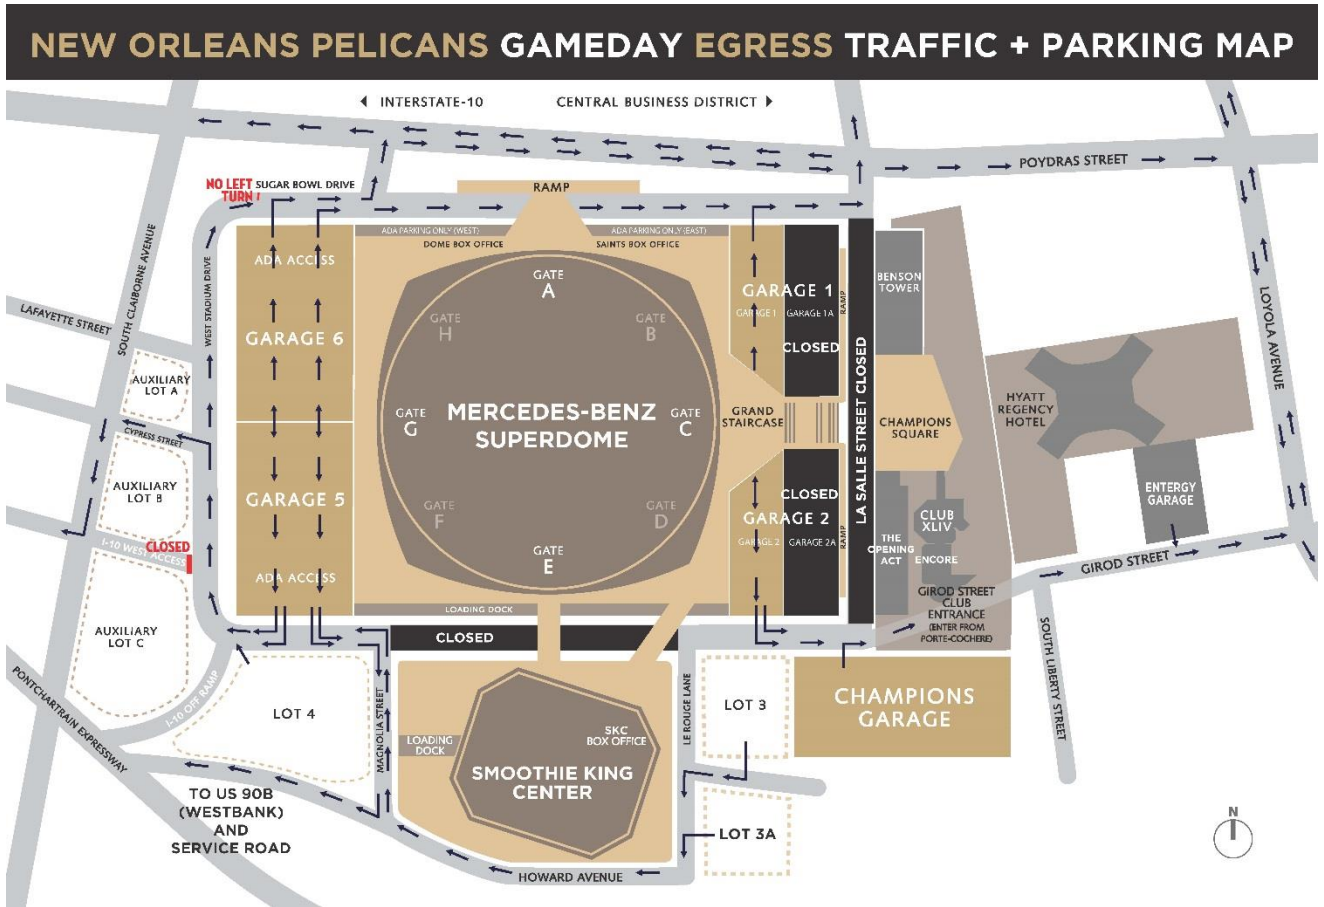 NEW ORLEANS PELICANS GAMEDAY EGRESS TRAFFIC + PARKING MAP
INTERSTATE-10
CENTRAL BUSINESS DISTRICT
POYDRAS STREET
NO LEFT
TURN !
SUGAR BOWL DRIVE
RAMP
ADA PARKING ONLY (WEST)
ADA PARKING ONLY (EAST)
DOME BOX OFFICE
SAINTS BOX OFFICE
SOUTH CLAIBORNE AVENUE
WEST STADIUM DRIVE
LAFAYETTE STREET
ADA ACCESS
GARAGE 6
GATE
A
GATE
H
GATE
B
GARAGE 1
GARAGE 1
GARAGE 1A
CLOSED
RAMP
BENSON
TOWER
LOYOLA AVENUE
AUXILIARY
LOT A
CYPRESS STREET
GATE
G
MERCEDES-BENZ
SUPERDOME
GATE
C
GRAND
STAIRCASE
LA SALLE STREET CLOSED
CHAMPIONS
SQUARE
HYATT
REGENCY
HOTEL
AUXILIARY
LOT B
GARAGE 5
GATE
F
GATE
D
CLOSED
GARAGE 2
GARAGE 2
GARAGE 2A
RAMP
CLUB
XLIV
ENCORE
THE
OPENING
ACT
ENTERGY
GARAGE
CLOSED
I-10 WEST ACCESS
ADA ACCESS
GATE
E
LOADING DOCK
GIROD STREET
GIROD STREET
CLUB
ENTRANCE
(ENTER FROM
PORTE-COCHERE)
SOUTH LIBERTY STREET
AUXILIARY
LOT C
CLOSED
PONTCHARTRAIN EXPRESSWAY
I-10 OFF RAMP
LOT 4
MAGNOLIA STREET
LOADING
DOCK
SKC
BOX OFFICE
SMOOTHIE KING
CENTER
LE ROUGE LANE
LOT 3
CHAMPIONS
GARAGE
TO US 90B
(WESTBANK)
AND
SERVICE ROAD
LOT 3A
HOWARD AVENUE
N